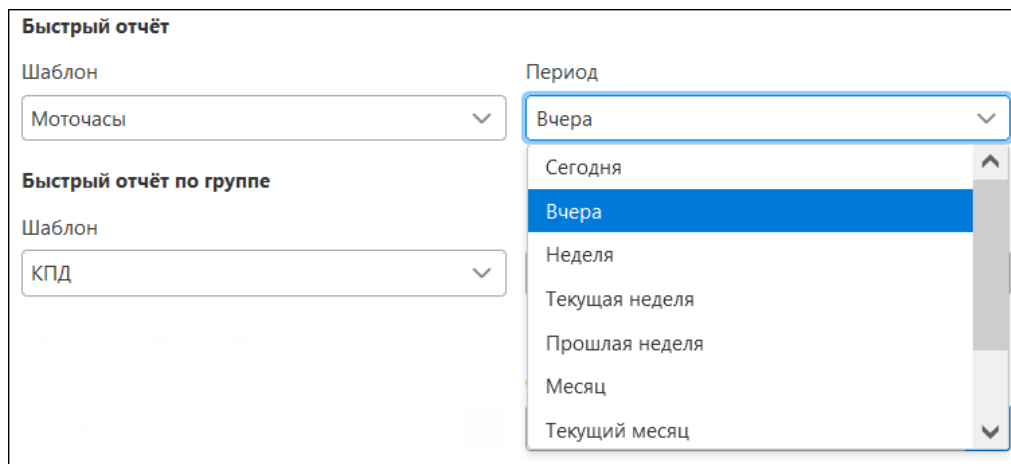 Быстрый отчёт
Шаблон
Период
Моточасы
Вчера
Сегодня
Быстрый отчёт по группе
Вчера
Шаблон
Неделя
КПД
Текущая неделя
Прошлая неделя
Месяц
Текущий месяц